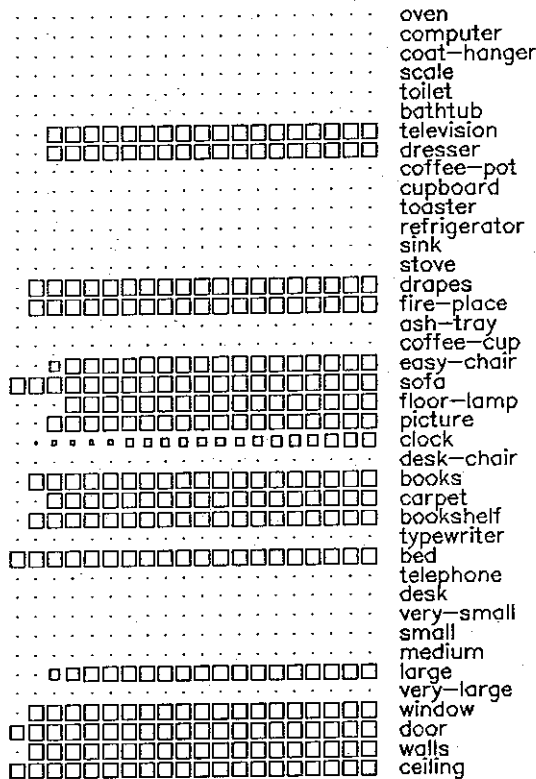 oven
computer
coat-hanger
scale
toilet
bathtub
television
dresser
coffee-pot
cupboard
toaster
refrigerator
sink
stove
drapes
fire-place
ash-tray
coffee-cup
easy-chair
sofa
floor-lamp
picture
clock
desk-chair
books
carpet
bookshelf
typewriter
bed
telephone
desk
very-small
small
medium
large
very-large
window
door
walls
ceiling